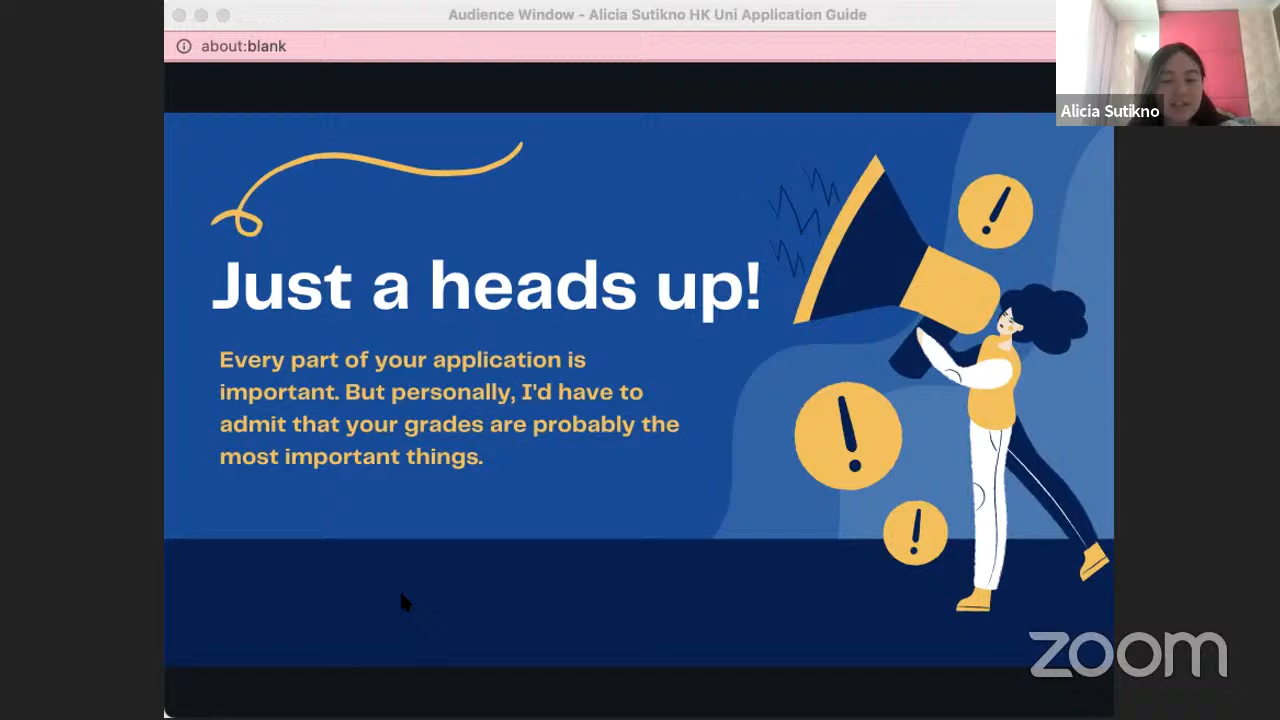 Audience Window - Alicia Sutikno HK Uni Application Guide
about:blank
Alicia Sutikno
Just a heads up!
Every part of your application is
important. But personally, I'd have to
admit that your grades are probably the
most important things.
zoom